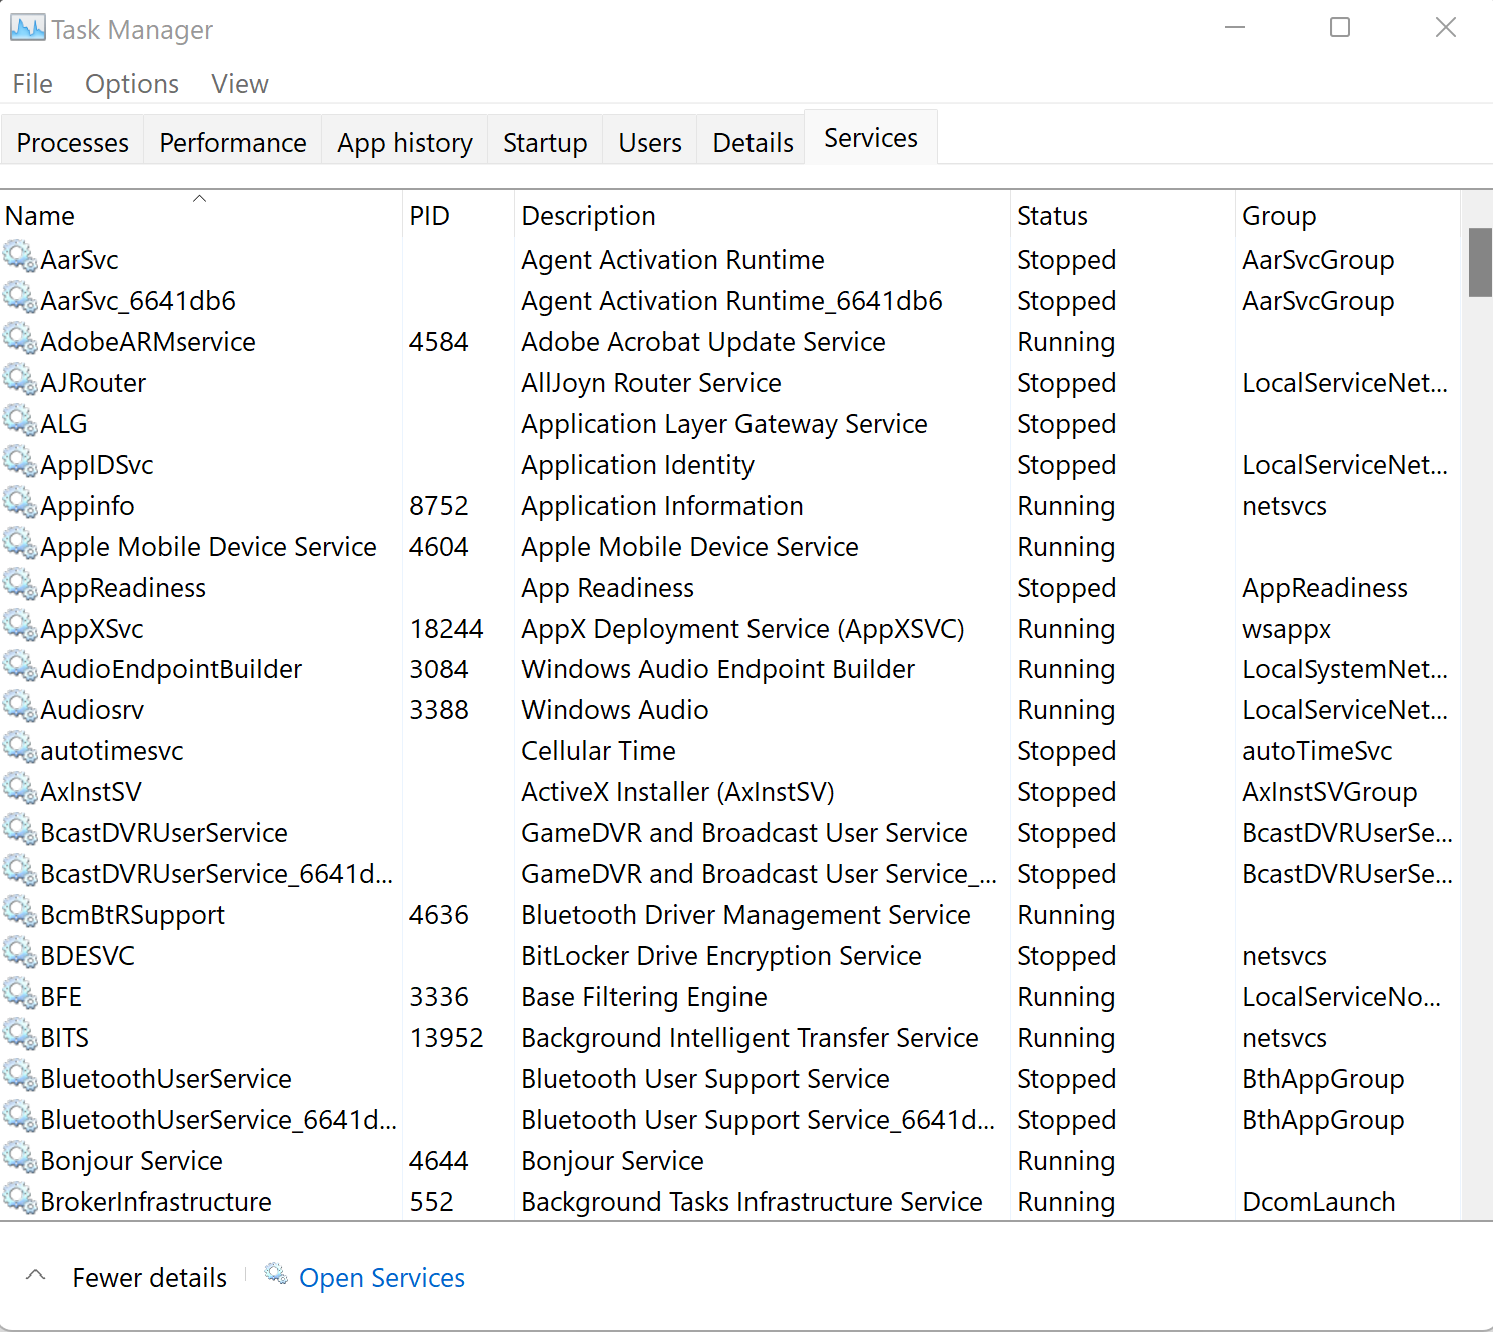 Task Manager
File Options View
Processes Performance App history Startup Users Details Services
Name PID Description Status Group
AarSvc Agent Activation Runtime Stopped AarSvcGroup
AarSvc_6641db6 Agent Activation Runtime_6641db6 Stopped AarSvcGroup
AdobeARMservice 4584 Adobe Acrobat Update Service Running
AJRouter AllJoyn Router Service Stopped LocalServiceNet...
ALG Application Layer Gateway Service Stopped
AppIDSvc Application Identity Stopped LocalServiceNet...
Appinfo 8752 Application Information Running netsvcs
Apple Mobile Device Service 4604 Apple Mobile Device Service Running
AppReadiness App Readiness Stopped AppReadiness
AppXSvc 18244 AppX Deployment Service (AppXSVC) Running wsappx
AudioEndpointBuilder 3084 Windows Audio Endpoint Builder Running LocalSystemNet...
Audiosrv 3388 Windows Audio Running LocalServiceNet...
autotimesvc Cellular Time Stopped autoTimeSvc
AxInstSV ActiveX Installer (AxInstSV) Stopped AxInstSVGroup
BcastDVRUserService GameDVR and Broadcast User Service Stopped BcastDVRUserSe...
BcastDVRUserService_6641d... GameDVR and Broadcast User Service_... Stopped BcastDVRUserSe...
BcmBtRSupport 4636 Bluetooth Driver Management Service Running
BDESVC BitLocker Drive Encryption Service Stopped netsvcs
BFE 3336 Base Filtering Engine Running LocalServiceNo...
BITS 13952 Background Intelligent Transfer Service Running netsvcs
BluetoothUserService Bluetooth User Support Service Stopped BthAppGroup
BluetoothUserService_6641d... Bluetooth User Support Service_6641d... Stopped BthAppGroup
Bonjour Service 4644 Bonjour Service Running
BrokerInfrastructure 552 Background Tasks Infrastructure Service Running DcomLaunch
Fewer details Open Services